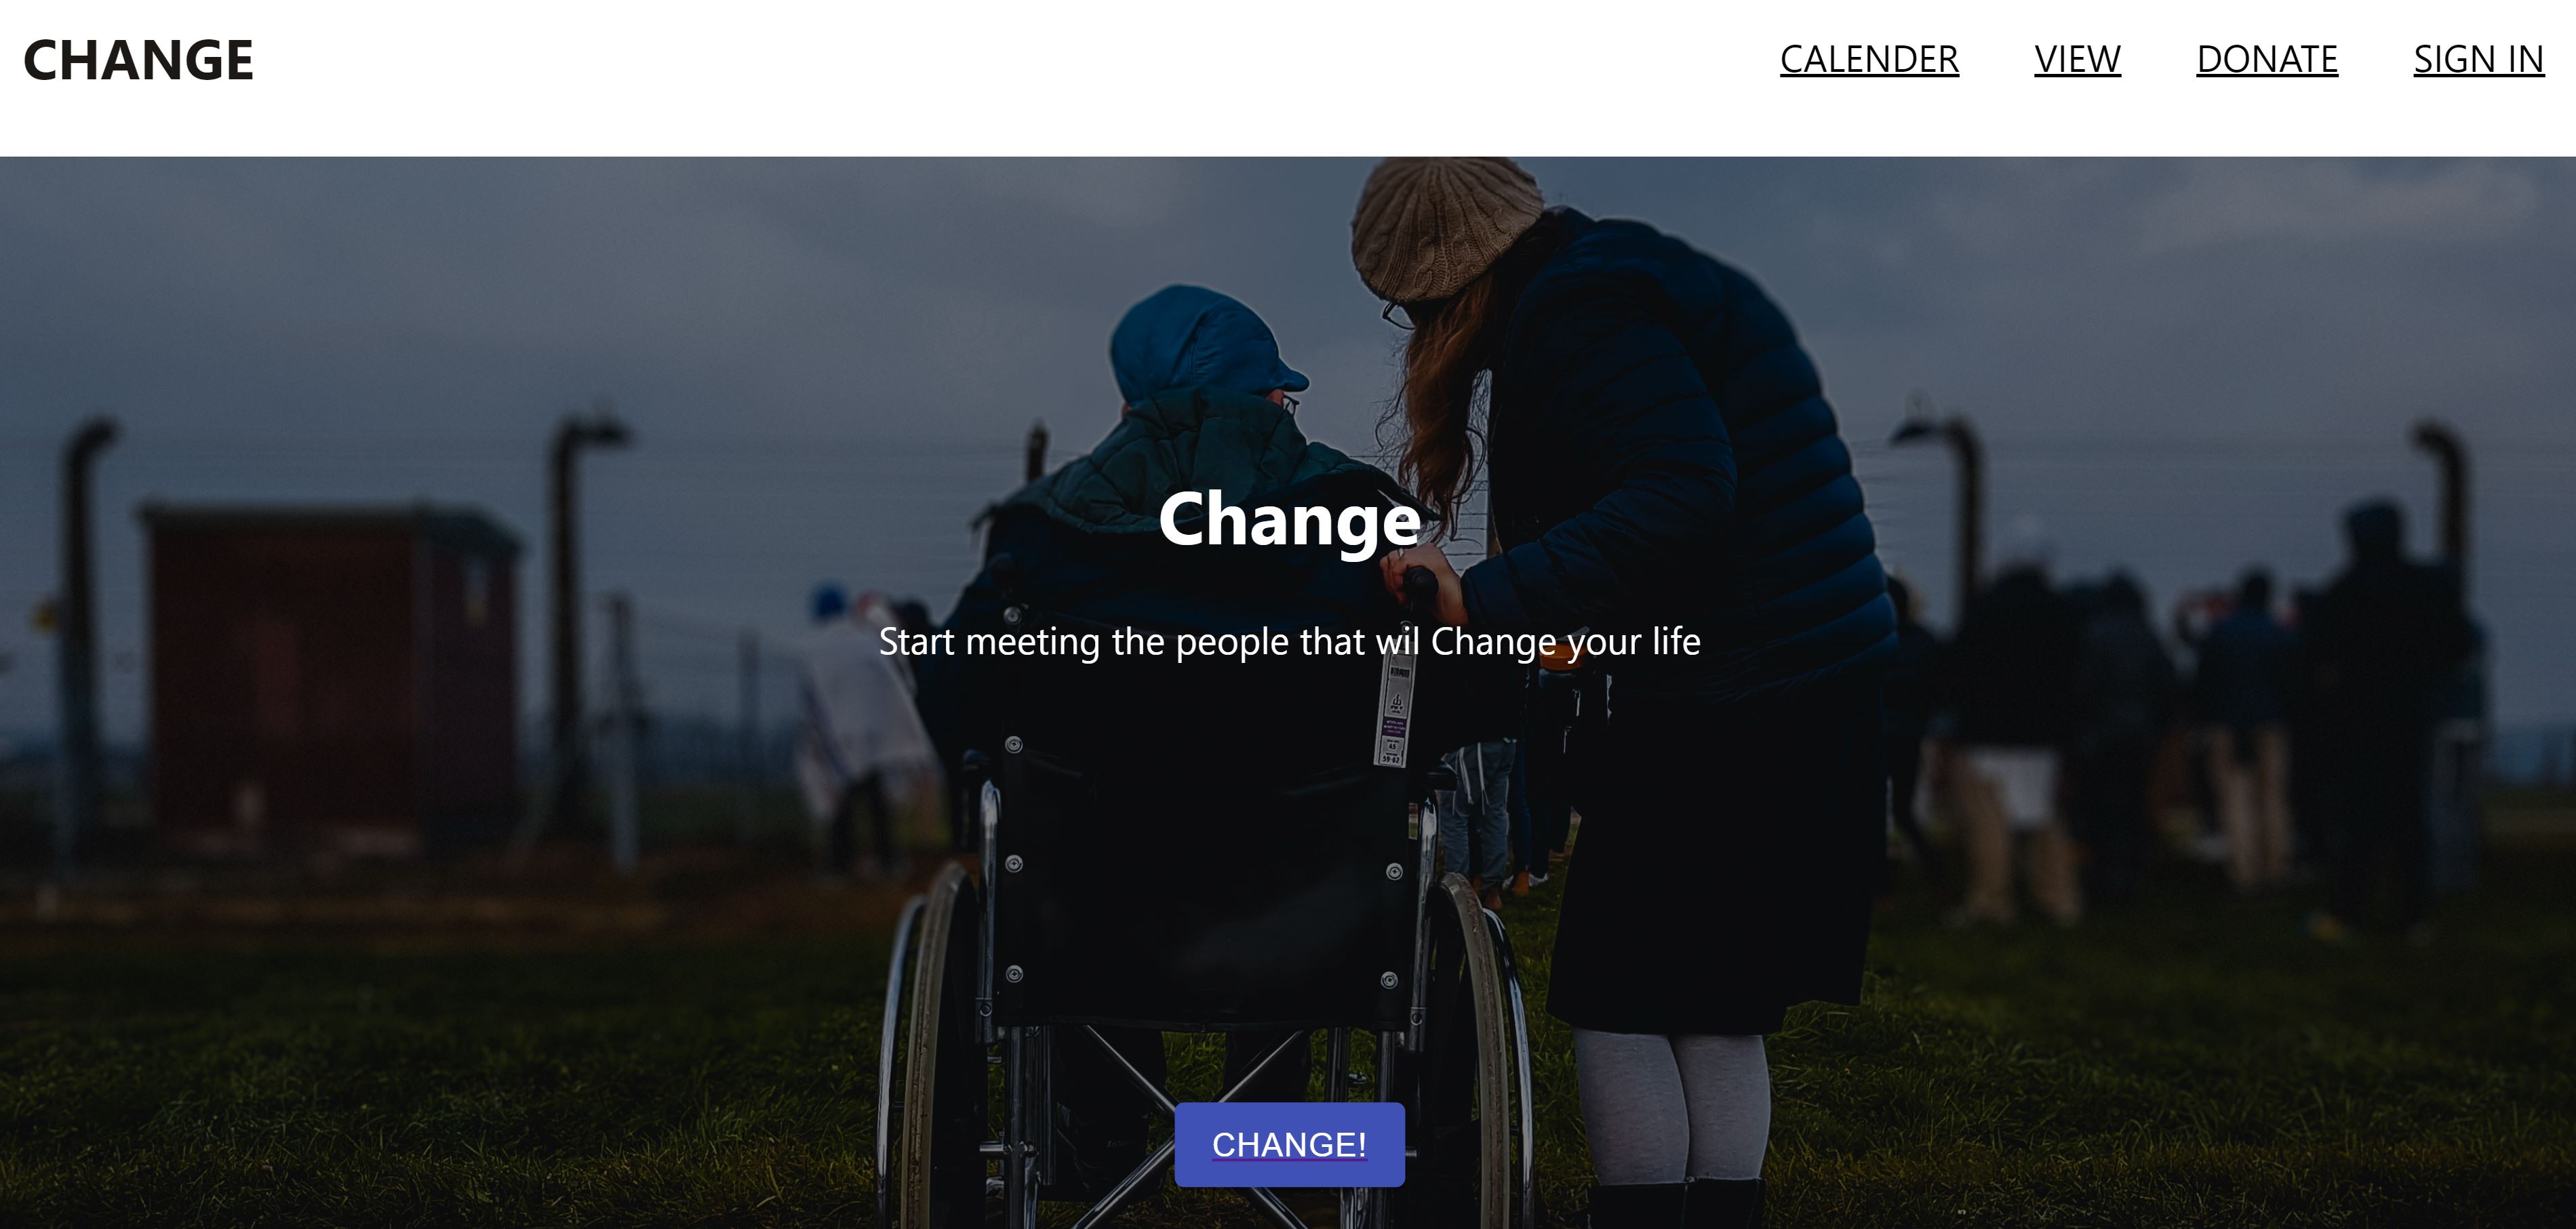 CHANGE
CALENDER VIEW DONATE SIGN IN
Change
Start meeting the people that wil Change your life
CHANGE!